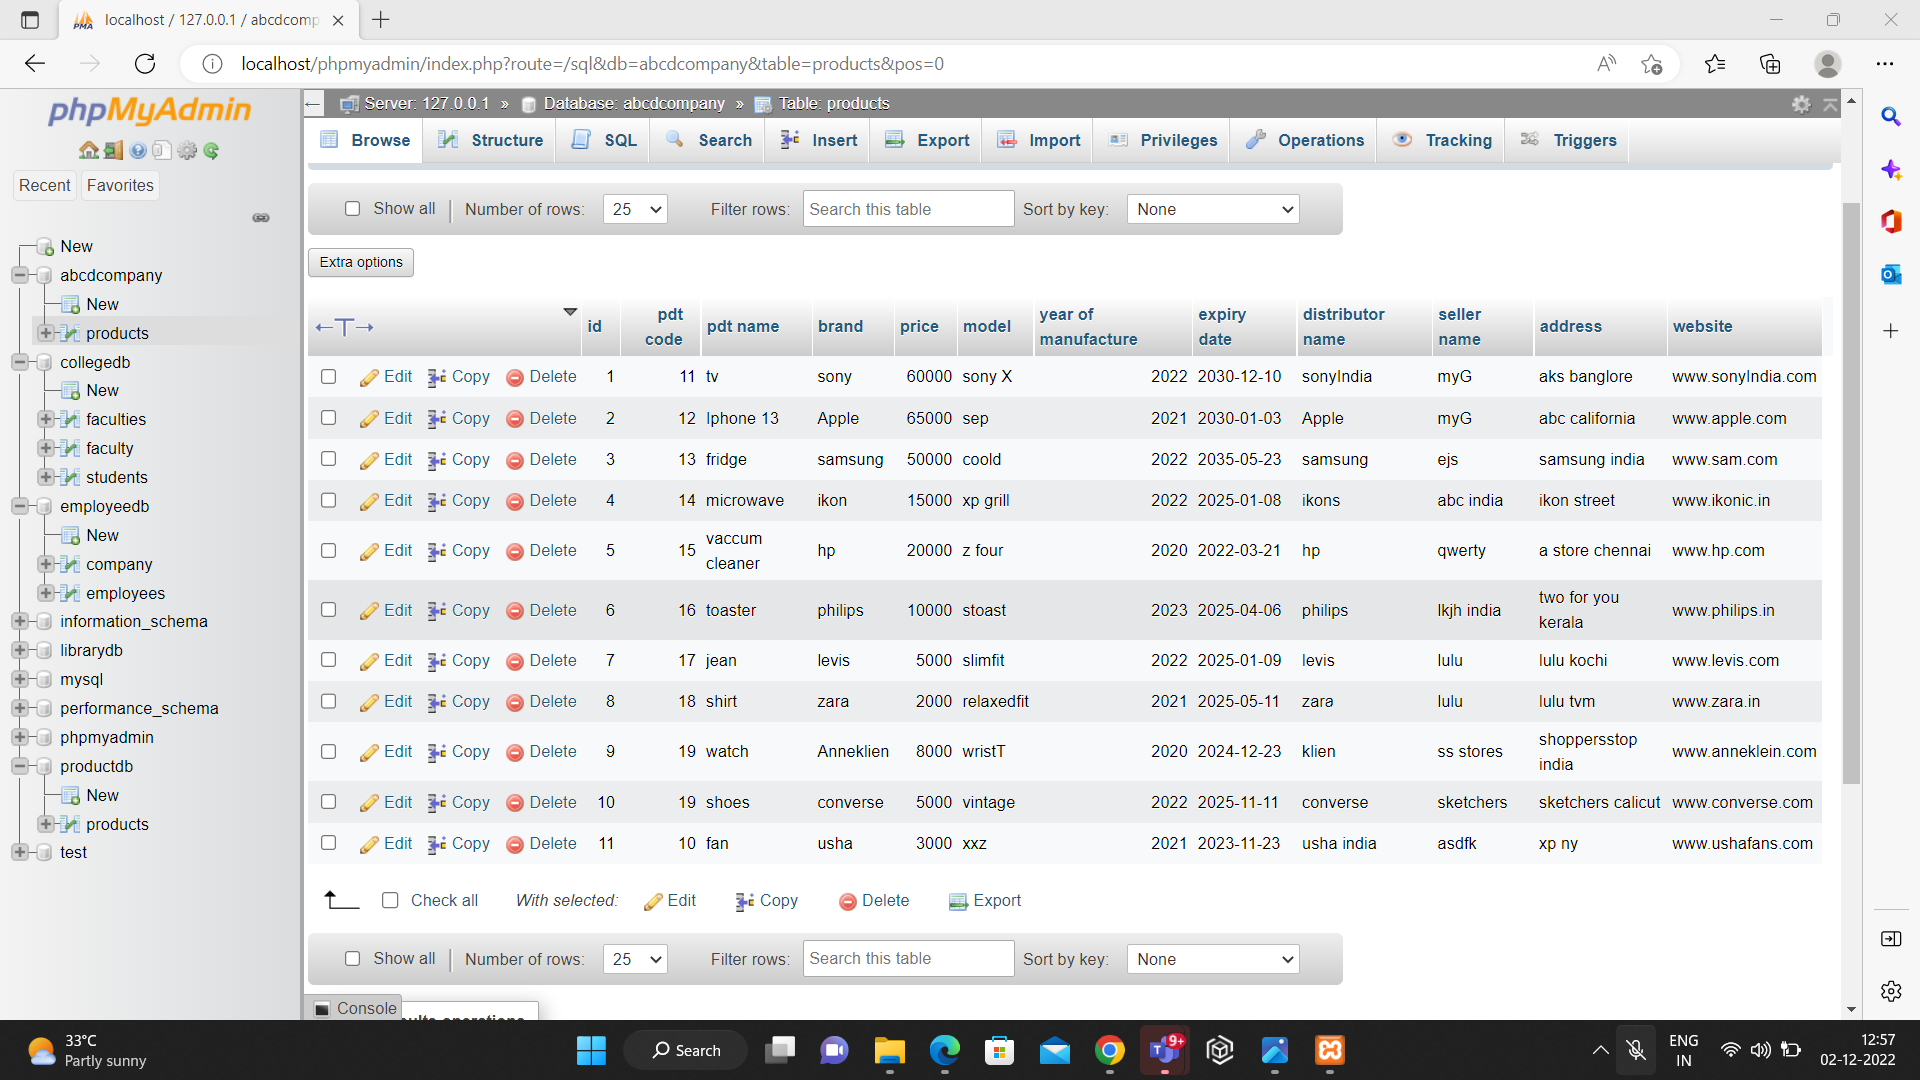 localhost / 127.0.0.1 / abcdcomp
localhost/phpmyadmin/index.php?route=/sql&db=abcdcompany&table=products&pos=0
phpMyAdmin
Recent Favorites
New
abcdcompany
New
products
collegedb
New
faculties
faculty
students
employeedb
New
company
employees
information_schema
librarydb
mysql
performance_schema
phpmyadmin
productdb
New
products
test
Server: 127.0.0.1 » Database: abcdcompany » Table: products
Browse Structure SQL Search Insert Export Import Privileges Operations Tracking Triggers
Show all Number of rows: 25 Filter rows: Search this table Sort by key: None
Extra options
id pdt code pdt name brand price model year of manufacture expiry date distributor name seller name address website
Edit Copy Delete 1 11 tv sony 60000 sony X 2022 2030-12-10 sonyIndia myG aks banglore www.sonyIndia.com
Edit Copy Delete 2 12 Iphone 13 Apple 65000 sep 2021 2030-01-03 Apple myG abc california www.apple.com
Edit Copy Delete 3 13 fridge samsung 50000 coold 2022 2035-05-23 samsung ejs samsung india www.sam.com
Edit Copy Delete 4 14 microwave ikon 15000 xp grill 2022 2025-01-08 ikons abc india ikon street www.ikonic.in
Edit Copy Delete 5 15 vaccum cleaner hp 20000 z four 2020 2022-03-21 hp qwerty a store chennai www.hp.com
Edit Copy Delete 6 16 toaster philips 10000 stoast 2023 2025-04-06 philips lkjh india two for you kerala www.philips.in
Edit Copy Delete 7 17 jean levis 5000 slimfit 2022 2025-01-09 levis lulu lulu kochi www.levis.com
Edit Copy Delete 8 18 shirt zara 2000 relaxedfit 2021 2025-05-11 zara lulu lulu tvm www.zara.in
Edit Copy Delete 9 19 watch Anneklien 8000 wristT 2020 2024-12-23 klien ss stores shoppersstop india www.anneklein.com
Edit Copy Delete 10 19 shoes converse 5000 vintage 2022 2025-11-11 converse sketchers sketchers calicut www.converse.com
Edit Copy Delete 11 10 fan usha 3000 xxz 2021 2023-11-23 usha india asdfk xp ny www.ushafans.com
Check all With selected: Edit Copy Delete Export
Show all Number of rows: 25 Filter rows: Search this table Sort by key: None
Console
33°C
Partly sunny
Search
9+
ENG
IN
12:57
02-12-2022